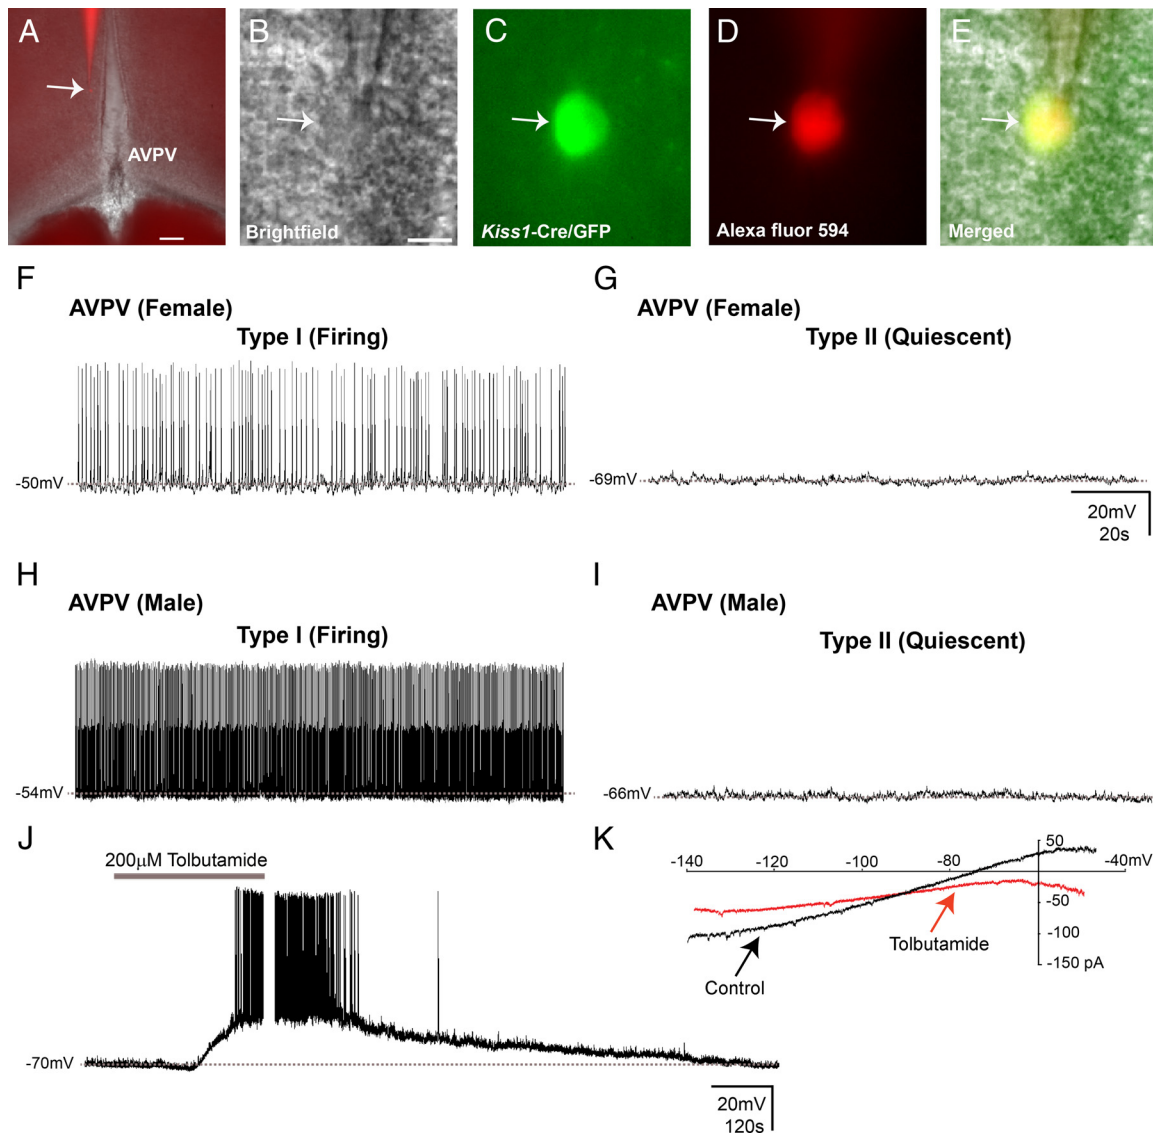 A
B
C
D
E
AVPV
Brightfield
Kiss1-Cre/GFP
Alexa fluor 594
Merged
F
AVPV (Female)
Type I (Firing)
-50mV
G
AVPV (Female)
Type II (Quiescent)
-69mV
20mV
20s
H
AVPV (Male)
Type I (Firing)
-54mV
I
AVPV (Male)
Type II (Quiescent)
-66mV
J
200μM Tolbutamide
-70mV
20mV
120s
K
50
-140
-120
-100
-80
-40mV
-50
-100
-150 pA
Tolbutamide
Control